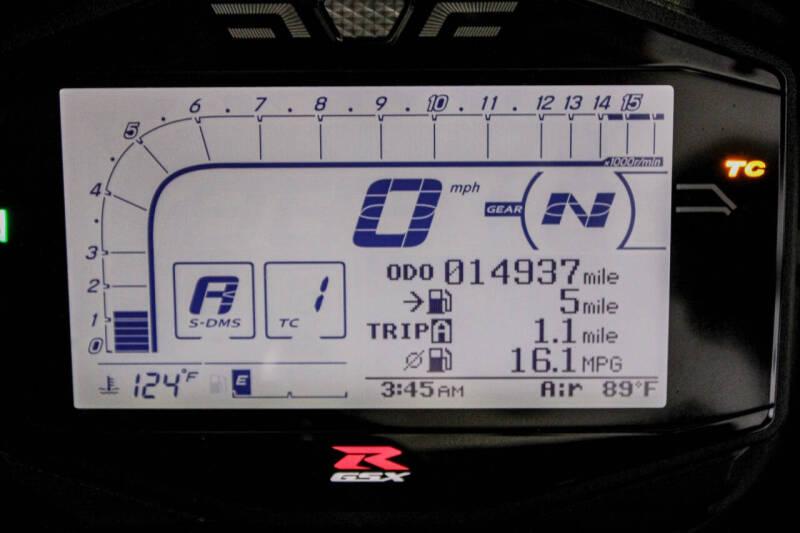 4 5 6 7 8 9 10 11 12 13 14 15
×1000r/min
TC
0 mph
GEAR N
3
2
1
0
A
S-DMS
TC 1
ODO 014937 mile
5 mile
TRIP A 1.1 mile
16.1 MPG
124°F
E
3:45 AM Air 89°F
R
GSX